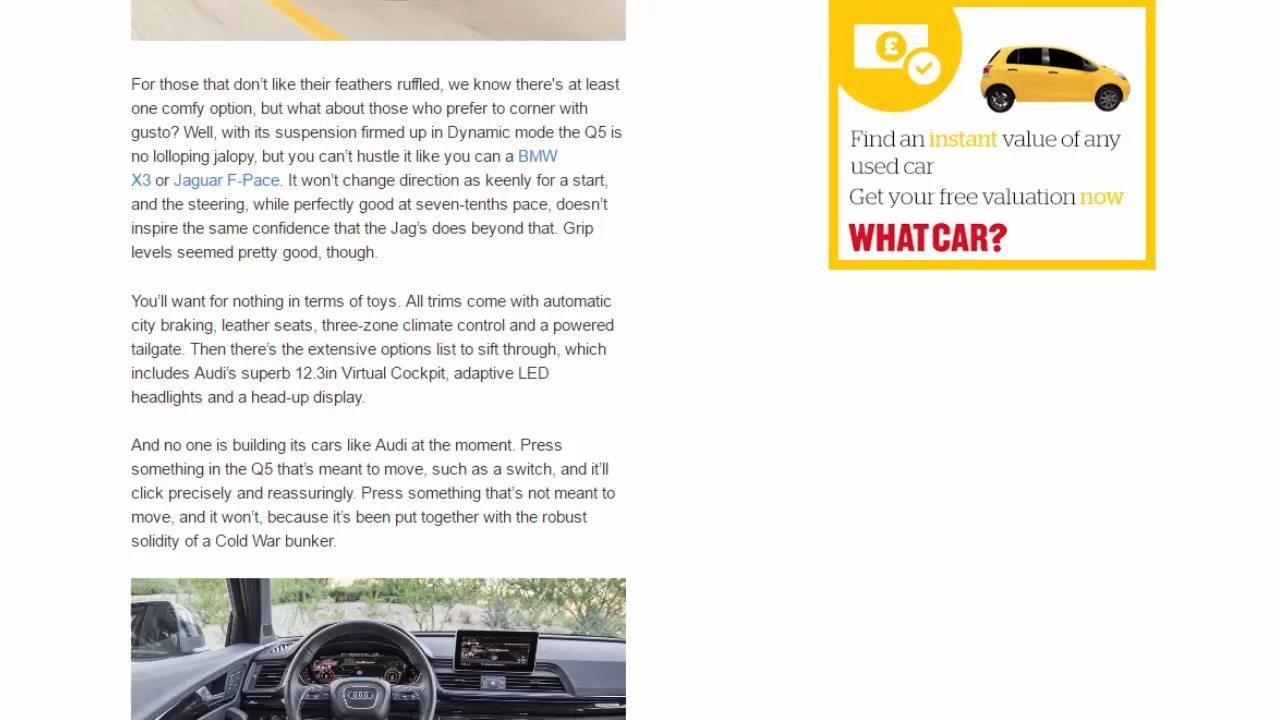 For those that don’t like their feathers ruffled, we know there's at least
one comfy option, but what about those who prefer to corner with
gusto? Well, with its suspension firmed up in Dynamic mode the Q5 is
no lolloping jalopy, but you can’t hustle it like you can a BMW
X3 or Jaguar F-Pace. It won’t change direction as keenly for a start,
and the steering, while perfectly good at seven-tenths pace, doesn’t
inspire the same confidence that the Jag’s does beyond that. Grip
levels seemed pretty good, though.
You’ll want for nothing in terms of toys. All trims come with automatic
city braking, leather seats, three-zone climate control and a powered
tailgate. Then there’s the extensive options list to sift through, which
includes Audi’s superb 12.3in Virtual Cockpit, adaptive LED
headlights and a head-up display.
And no one is building its cars like Audi at the moment. Press
something in the Q5 that’s meant to move, such as a switch, and it’ll
click precisely and reassuringly. Press something that’s not meant to
move, and it won’t, because it’s been put together with the robust
solidity of a Cold War bunker.
£
Find an instant value of any
used car
Get your free valuation now
WHAT CAR?